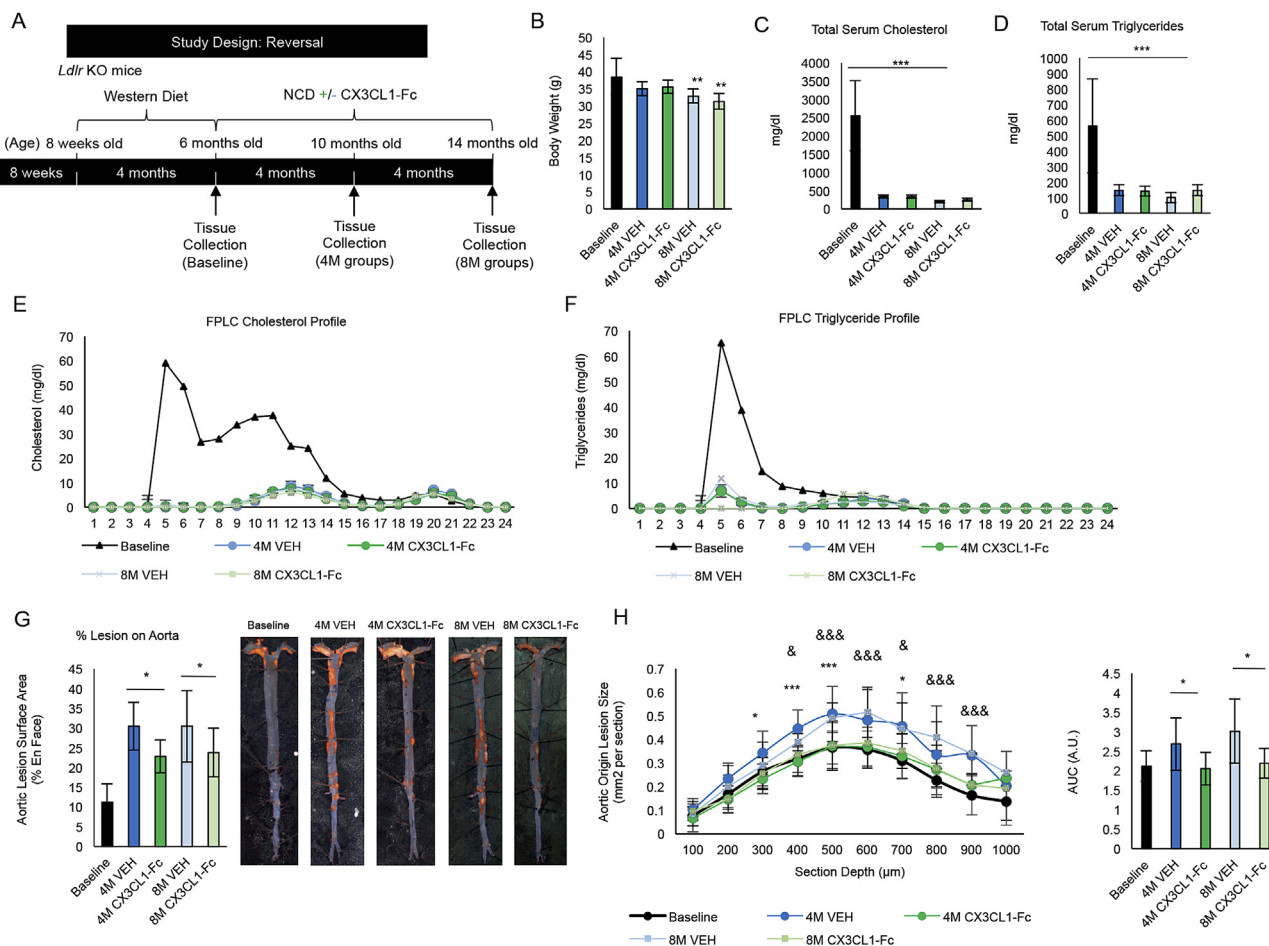 A
Study Design: Reversal
Ldlr KO mice
Western Diet
NCD +/- CX3CL1-Fc
(Age) 8 weeks old
6 months old
10 months old
14 months old
8 weeks
4 months
4 months
4 months
Tissue
Collection
(Baseline)
Tissue
Collection
(4M groups)
Tissue
Collection
(8M groups)
B
Body Weight (g)
50
45
40
35
30
25
20
15
10
5
0
**
**
Baseline
4M VEH
4M CX3CL1-Fc
8M VEH
8M CX3CL1-Fc
C
Total Serum Cholesterol
mg/dl
4000
3500
3000
2500
2000
1500
1000
500
0
***
Baseline
4M VEH
4M CX3CL1-Fc
8M VEH
8M CX3CL1-Fc
D
Total Serum Triglycerides
mg/dl
1000
900
800
700
600
500
400
300
200
100
0
***
Baseline
4M VEH
4M CX3CL1-Fc
8M VEH
8M CX3CL1-Fc
E
FPLC Cholesterol Profile
Cholesterol (mg/dl)
70
60
50
40
30
20
10
0
1 2 3 4 5 6 7 8 9 10 11 12 13 14 15 16 17 18 19 20 21 22 23 24
Baseline
4M VEH
4M CX3CL1-Fc
8M VEH
8M CX3CL1-Fc
F
FPLC Triglyceride Profile
Triglycerides (mg/dl)
70
60
50
40
30
20
10
0
1 2 3 4 5 6 7 8 9 10 11 12 13 14 15 16 17 18 19 20 21 22 23 24
Baseline
4M VEH
4M CX3CL1-Fc
8M VEH
8M CX3CL1-Fc
G
% Lesion on Aorta
Aortic Lesion Surface Area
(% En Face)
45
40
35
30
25
20
15
10
5
0
*
*
Baseline
4M VEH
4M CX3CL1-Fc
8M VEH
8M CX3CL1-Fc
Baseline
4M VEH
4M CX3CL1-Fc
8M VEH
8M CX3CL1-Fc
H
Aortic Origin Lesion Size
(mm2 per section)
0.7
0.6
0.5
0.4
0.3
0.2
0.1
0
*
&
***
&&&
***
&&&
&
*
&&&
&&&
100 200 300 400 500 600 700 800 900 1000
Section Depth (μm)
Baseline
4M VEH
4M CX3CL1-Fc
8M VEH
8M CX3CL1-Fc
AUC (A.U.)
4.5
4
3.5
3
2.5
2
1.5
1
0.5
0
*
*
Baseline
4M VEH
4M CX3CL1-Fc
8M VEH
8M CX3CL1-Fc